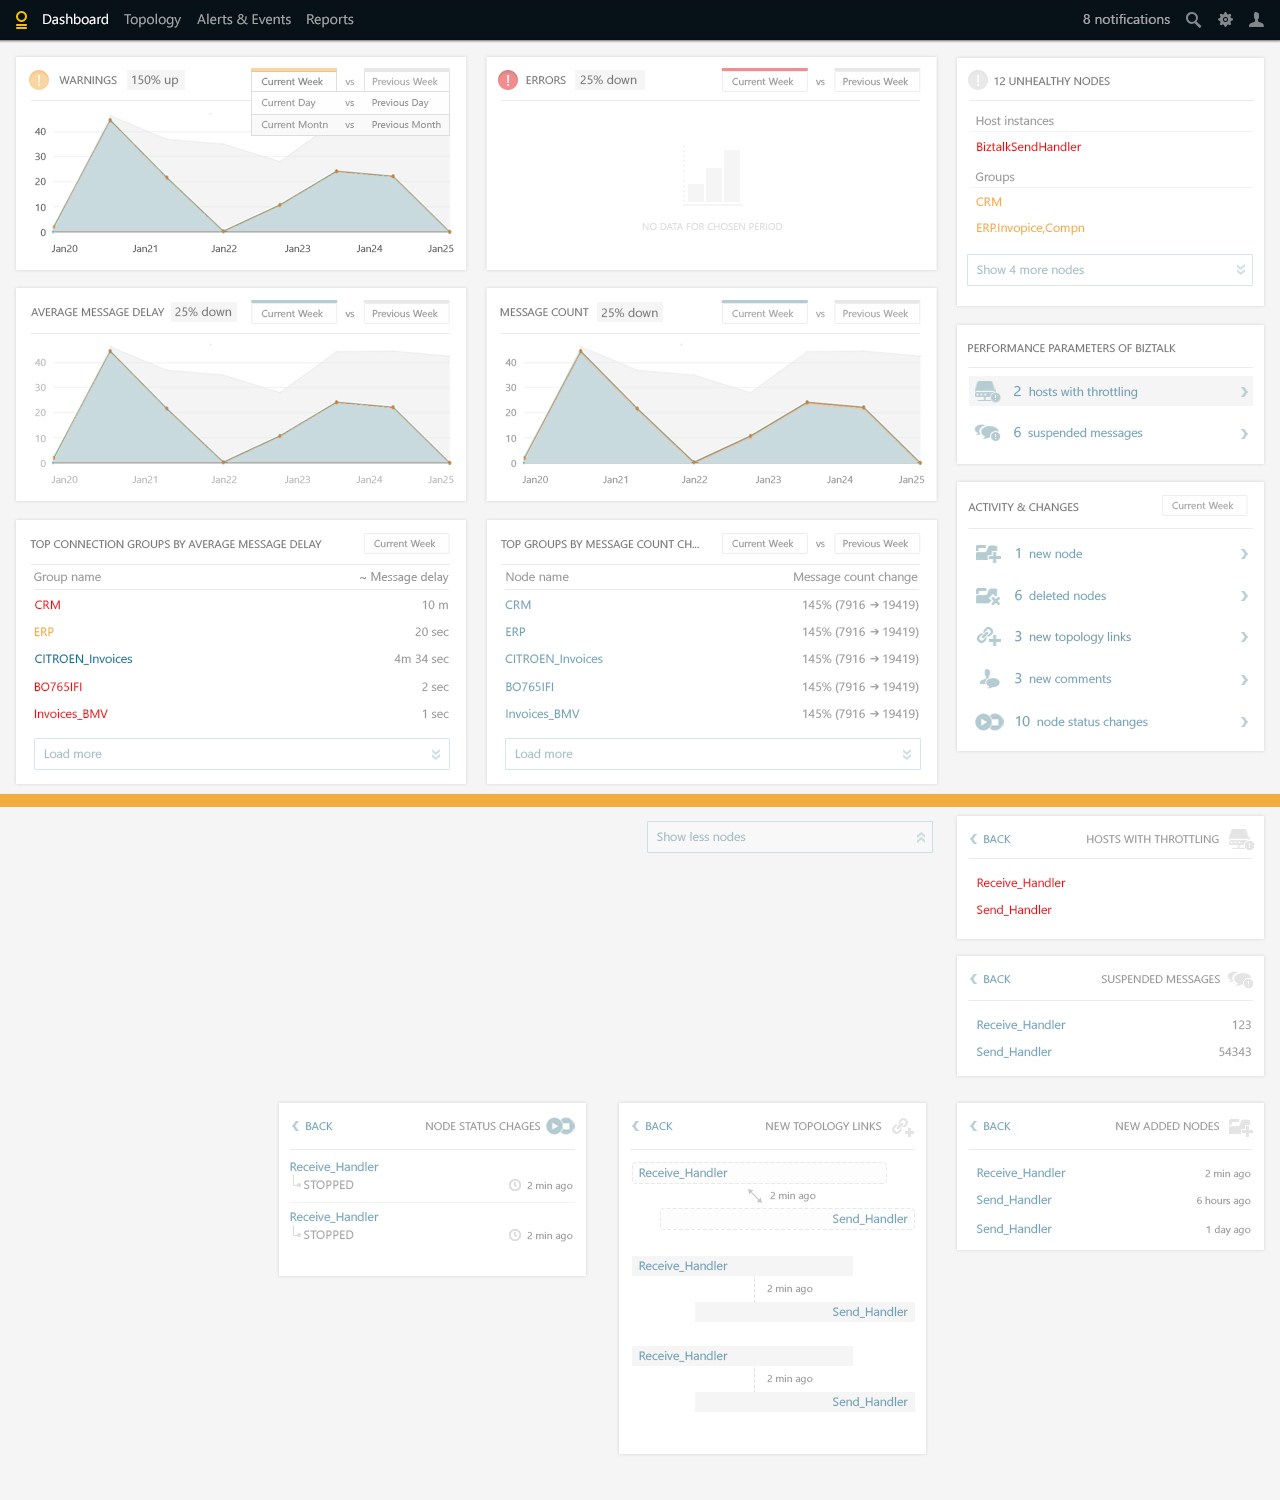 Dashboard Topology Alerts & Events Reports 8 notifications
WARNINGS 150% up Current Week vs Previous Week
Current Day vs Previous Day
Current Montn vs Previous Month
40
30
20
10
0
Jan20 Jan21 Jan22 Jan23 Jan24 Jan25
ERRORS 25% down Current Week vs Previous Week
NO DATA FOR CHOSEN PERIOD
12 UNHEALTHY NODES
Host instances
BiztalkSendHandler
Groups
CRM
ERP.Invopice,Compn
Show 4 more nodes
AVERAGE MESSAGE DELAY 25% down Current Week vs Previous Week
40
30
20
10
0
Jan20 Jan21 Jan22 Jan23 Jan24 Jan25
MESSAGE COUNT 25% down Current Week vs Previous Week
40
30
20
10
0
Jan20 Jan21 Jan22 Jan23 Jan24 Jan25
PERFORMANCE PARAMETERS OF BIZTALK
2 hosts with throttling
6 suspended messages
TOP CONNECTION GROUPS BY AVERAGE MESSAGE DELAY Current Week
Group name ~ Message delay
CRM 10 m
ERP 20 sec
CITROEN_Invoices 4m 34 sec
BO765IFI 2 sec
Invoices_BMV 1 sec
Load more
TOP GROUPS BY MESSAGE COUNT CH... Current Week vs Previous Week
Node name Message count change
CRM 145% (7916 → 19419)
ERP 145% (7916 → 19419)
CITROEN_Invoices 145% (7916 → 19419)
BO765IFI 145% (7916 → 19419)
Invoices_BMV 145% (7916 → 19419)
Load more
ACTIVITY & CHANGES Current Week
1 new node
6 deleted nodes
3 new topology links
3 new comments
10 node status changes
Show less nodes
BACK HOSTS WITH THROTTLING
Receive_Handler
Send_Handler
BACK SUSPENDED MESSAGES
Receive_Handler 123
Send_Handler 54343
BACK NODE STATUS CHAGES
Receive_Handler
STOPPED 2 min ago
Receive_Handler
STOPPED 2 min ago
BACK NEW TOPOLOGY LINKS
Receive_Handler
2 min ago
Send_Handler
Receive_Handler
2 min ago
Send_Handler
Receive_Handler
2 min ago
Send_Handler
BACK NEW ADDED NODES
Receive_Handler 2 min ago
Send_Handler 6 hours ago
Send_Handler 1 day ago